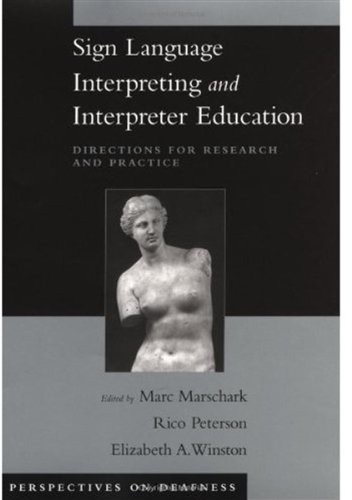 Sign Language
Interpreting and
Interpreter Education
DIRECTIONS FOR RESEARCH
AND PRACTICE
Edited by Marc Marschark
Rico Peterson
Elizabeth A. Winston
PERSPECTIVES ON DEAFNESS